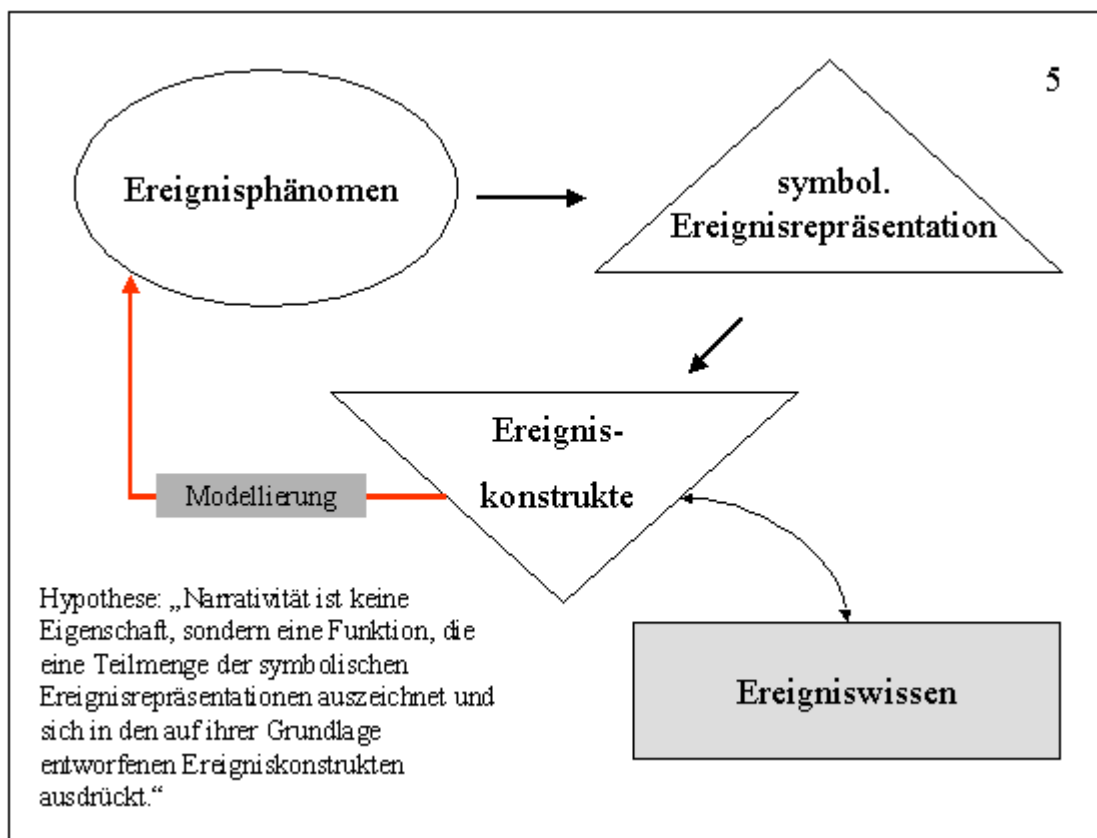 5
Ereignisphänomen
symbol.
Ereignisrepräsentation
Ereignis-
konstrukte
Modellierung
Hypothese: „Narrativität ist keine
Eigenschaft, sondern eine Funktion, die
eine Teilmenge der symbolischen
Ereignisrepräsentationen auszeichnet und
sich in den auf ihrer Grundlage
entworfenen Ereigniskonstrukten
ausdrückt.“
Ereigniswissen